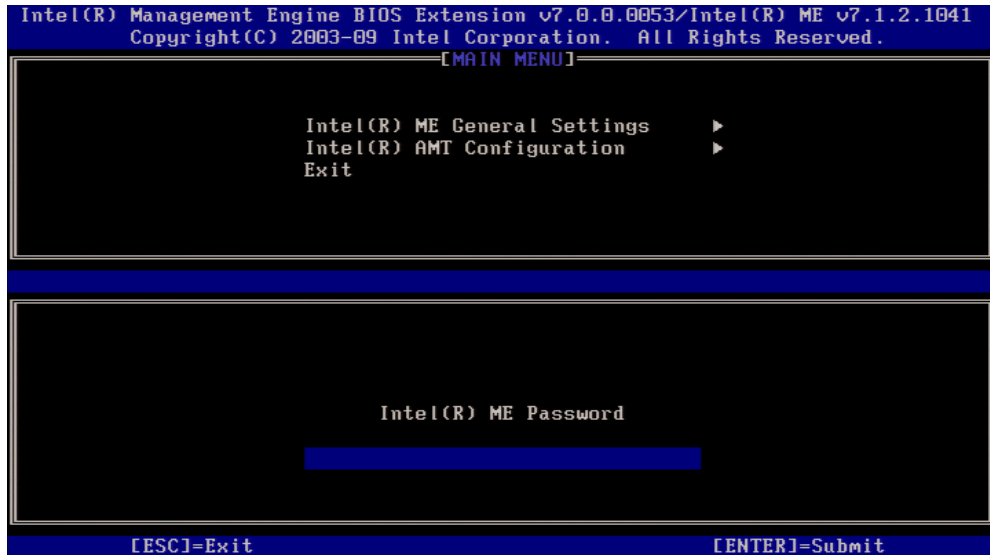 Intel(R) Management Engine BIOS Extension v7.0.0.0053/Intel(R) ME v7.1.2.1041
Copyright(C) 2003-09 Intel Corporation. All Rights Reserved.
[MAIN MENU]
Intel(R) ME General Settings ►
Intel(R) AMT Configuration ►
Exit
Intel(R) ME Password
[ESC]=Exit [ENTER]=Submit